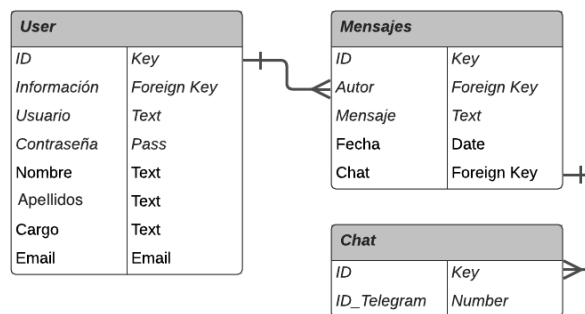 User
ID Key
Información Foreign Key
Usuario Text
Contraseña Pass
Nombre Text
Apellidos Text
Cargo Text
Email Email
Mensajes
ID Key
Autor Foreign Key
Mensaje Text
Fecha Date
Chat Foreign Key
Chat
ID Key
ID_Telegram Number